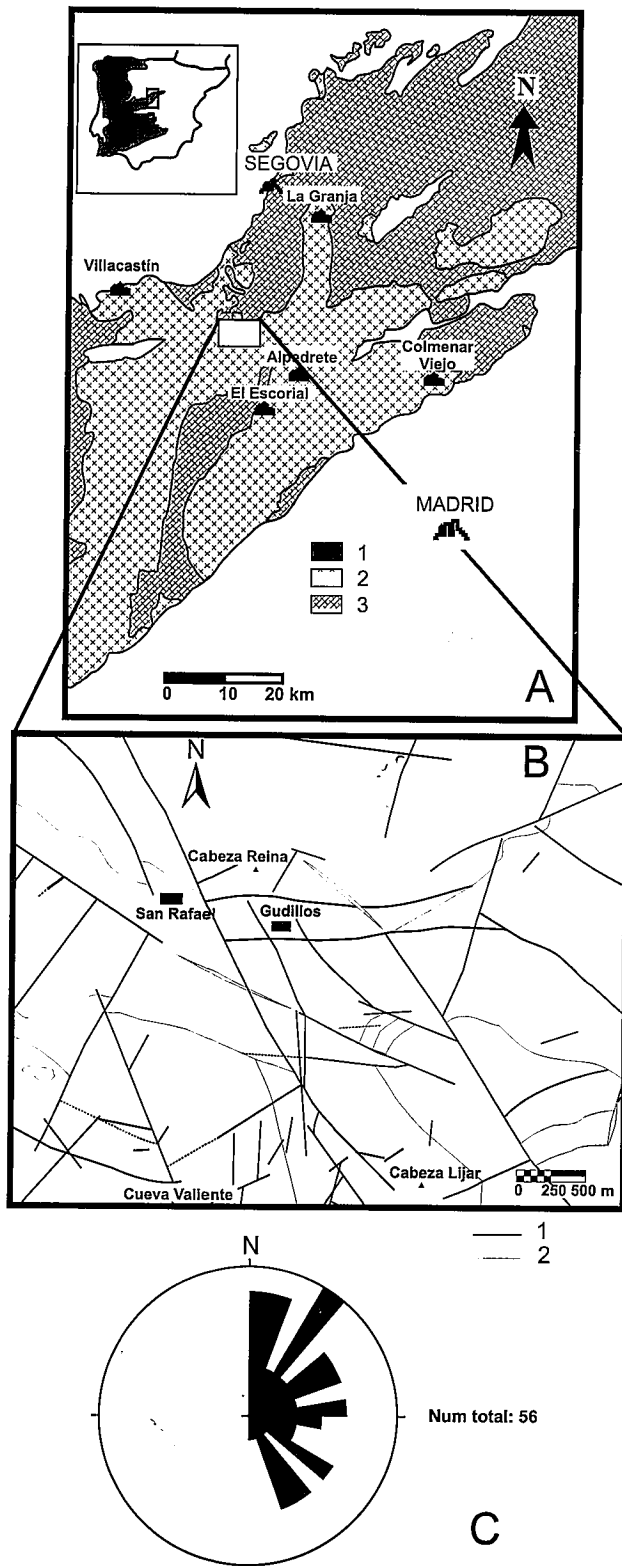 N
SEGOVIA
La Granja
Villacastín
Alpedrete
Colmenar
Viejo
El Escorial
MADRID
1
2
3
0 10 20 km
A
N
B
Cabeza Reina
San Rafael
Gudillos
Cabeza Lijar
Cueva Valiente
0 250 500 m
1
2
N
Num total: 56
C